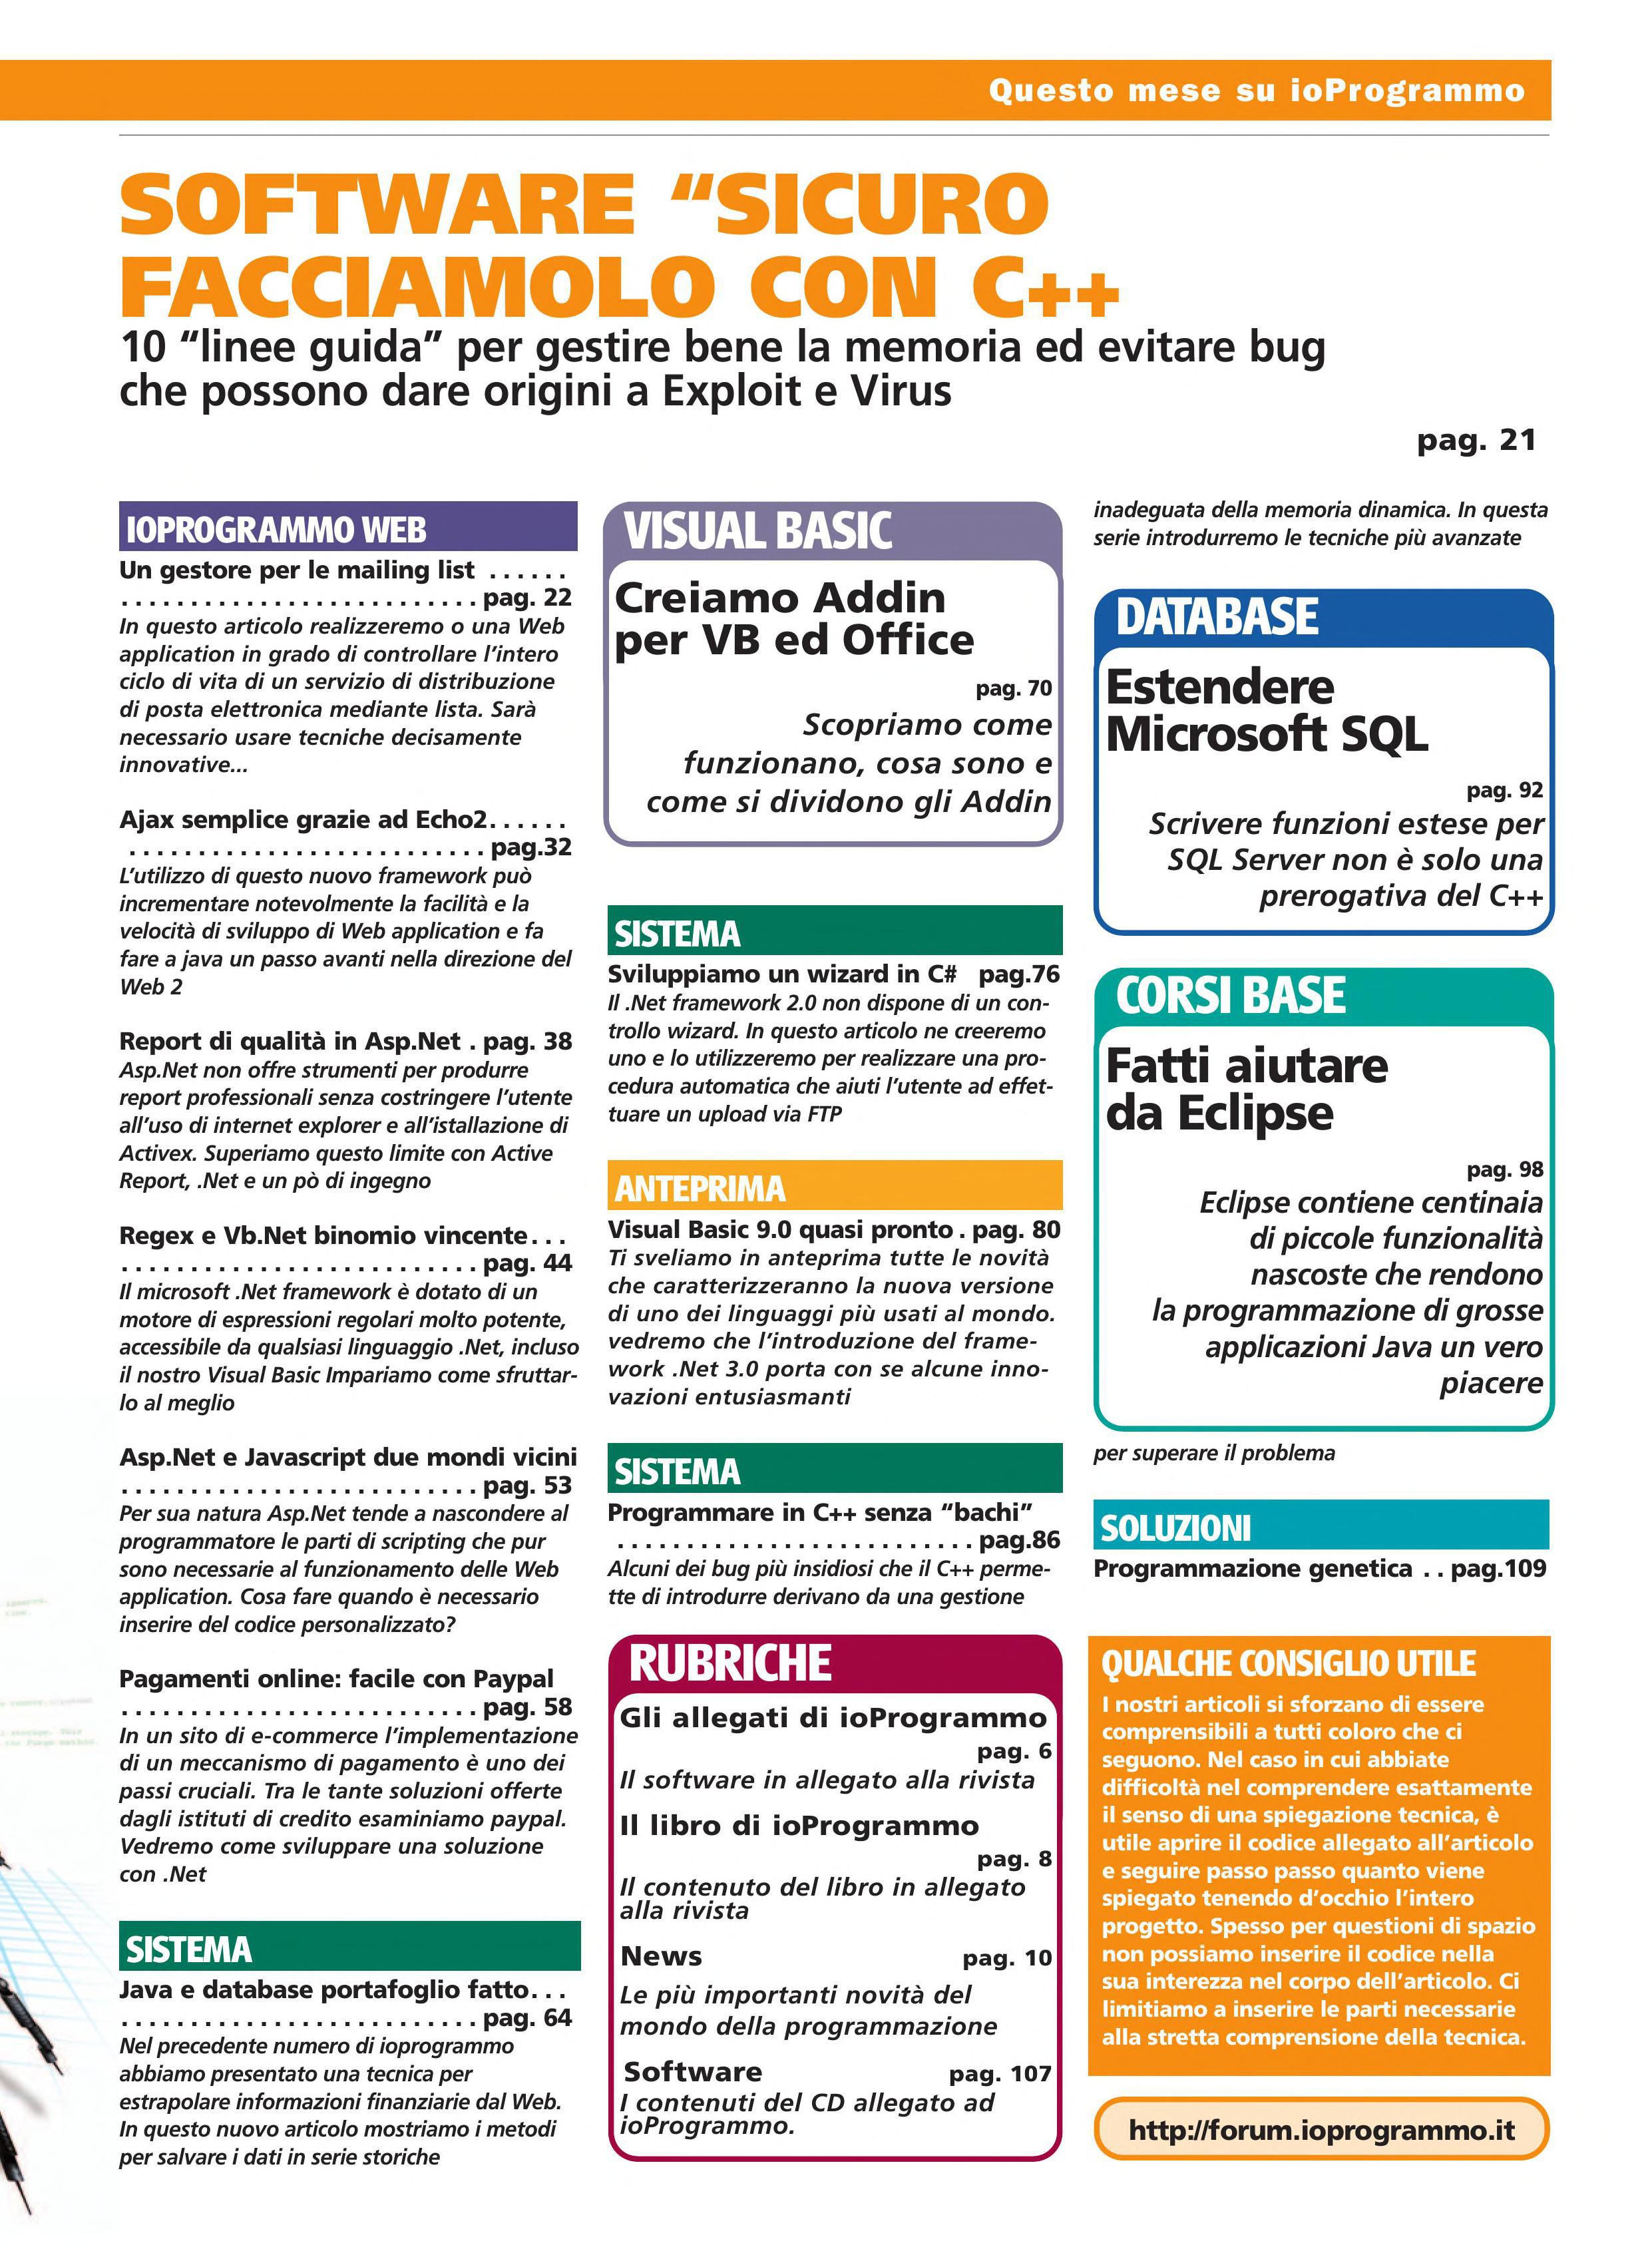 Questo mese su ioProgrammo
SOFTWARE “SICURO
FACCIAMOLO CON C++
10 “linee guida” per gestire bene la memoria ed evitare bug
che possono dare origini a Exploit e Virus
pag. 21
IOPROGRAMMO WEB
Un gestore per le mailing list . . . . . .
. . . . . . . . . . . . . . . . . . . . . . . . . . pag. 22
In questo articolo realizzeremo o una Web
application in grado di controllare l’intero
ciclo di vita di un servizio di distribuzione
di posta elettronica mediante lista. Sarà
necessario usare tecniche decisamente
innovative...
Ajax semplice grazie ad Echo2. . . . . .
. . . . . . . . . . . . . . . . . . . . . . . . . . pag.32
L’utilizzo di questo nuovo framework può
incrementare notevolmente la facilità e la
velocità di sviluppo di Web application e fa
fare a java un passo avanti nella direzione del
Web 2
Report di qualità in Asp.Net . pag. 38
Asp.Net non offre strumenti per produrre
report professionali senza costringere l’utente
all’uso di internet explorer e all’istallazione di
Activex. Superiamo questo limite con Active
Report, .Net e un pò di ingegno
Regex e Vb.Net binomio vincente. . .
. . . . . . . . . . . . . . . . . . . . . . . . . . pag. 44
Il microsoft .Net framework è dotato di un
motore di espressioni regolari molto potente,
accessibile da qualsiasi linguaggio .Net, incluso
il nostro Visual Basic Impariamo come sfruttar-
lo al meglio
Asp.Net e Javascript due mondi vicini
. . . . . . . . . . . . . . . . . . . . . . . . . . pag. 53
Per sua natura Asp.Net tende a nascondere al
programmatore le parti di scripting che pur
sono necessarie al funzionamento delle Web
application. Cosa fare quando è necessario
inserire del codice personalizzato?
Pagamenti online: facile con Paypal
. . . . . . . . . . . . . . . . . . . . . . . . . . pag. 58
In un sito di e-commerce l’implementazione
di un meccanismo di pagamento è uno dei
passi cruciali. Tra le tante soluzioni offerte
dagli istituti di credito esaminiamo paypal.
Vedremo come sviluppare una soluzione
con .Net
SISTEMA
Java e database portafoglio fatto. . .
. . . . . . . . . . . . . . . . . . . . . . . . . . pag. 64
Nel precedente numero di ioprogrammo
abbiamo presentato una tecnica per
estrapolare informazioni finanziarie dal Web.
In questo nuovo articolo mostriamo i metodi
per salvare i dati in serie storiche
VISUAL BASIC
Creiamo Addin
per VB ed Office
pag. 70
Scopriamo come
funzionano, cosa sono e
come si dividono gli Addin
SISTEMA
Sviluppiamo un wizard in C# pag.76
Il .Net framework 2.0 non dispone di un con-
trollo wizard. In questo articolo ne creeremo
uno e lo utilizzeremo per realizzare una pro-
cedura automatica che aiuti l’utente ad effet-
tuare un upload via FTP
ANTEPRIMA
Visual Basic 9.0 quasi pronto . pag. 80
Ti sveliamo in anteprima tutte le novità
che caratterizzeranno la nuova versione
di uno dei linguaggi più usati al mondo.
vedremo che l’introduzione del frame-
work .Net 3.0 porta con se alcune inno-
vazioni entusiasmanti
SISTEMA
Programmare in C++ senza “bachi”
. . . . . . . . . . . . . . . . . . . . . . . . . . pag.86
Alcuni dei bug più insidiosi che il C++ perme-
tte di introdurre derivano da una gestione
RUBRICHE
Gli allegati di ioProgrammo
pag. 6
Il software in allegato alla rivista
Il libro di ioProgrammo
pag. 8
Il contenuto del libro in allegato
alla rivista
News pag. 10
Le più importanti novità del
mondo della programmazione
Software pag. 107
I contenuti del CD allegato ad
ioProgrammo.
inadeguata della memoria dinamica. In questa
serie introdurremo le tecniche più avanzate
DATABASE
Estendere
Microsoft SQL
pag. 92
Scrivere funzioni estese per
SQL Server non è solo una
prerogativa del C++
CORSI BASE
Fatti aiutare
da Eclipse
pag. 98
Eclipse contiene centinaia
di piccole funzionalità
nascoste che rendono
la programmazione di grosse
applicazioni Java un vero
piacere
per superare il problema
SOLUZIONI
Programmazione genetica . . pag.109
QUALCHE CONSIGLIO UTILE
I nostri articoli si sforzano di essere
comprensibili a tutti coloro che ci
seguono. Nel caso in cui abbiate
difficoltà nel comprendere esattamente
il senso di una spiegazione tecnica, è
utile aprire il codice allegato all’articolo
e seguire passo passo quanto viene
spiegato tenendo d’occhio l’intero
progetto. Spesso per questioni di spazio
non possiamo inserire il codice nella
sua interezza nel corpo dell’articolo. Ci
limitiamo a inserire le parti necessarie
alla stretta comprensione della tecnica.
http://forum.ioprogrammo.it